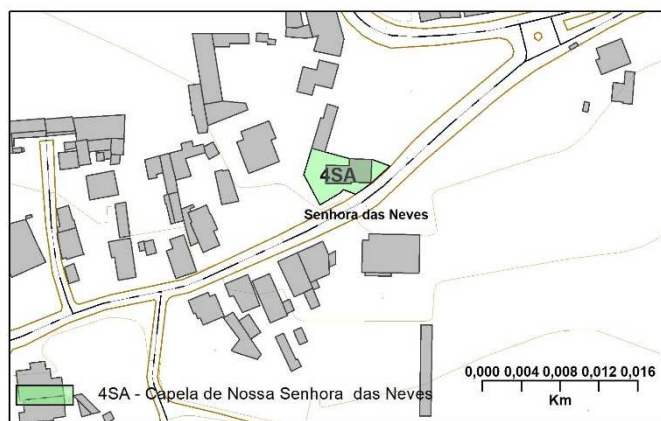 4SA
Senhora das Neves
0,000 0,004 0,008 0,012 0,016
Km
4SA - Capela de Nossa Senhora das Neves